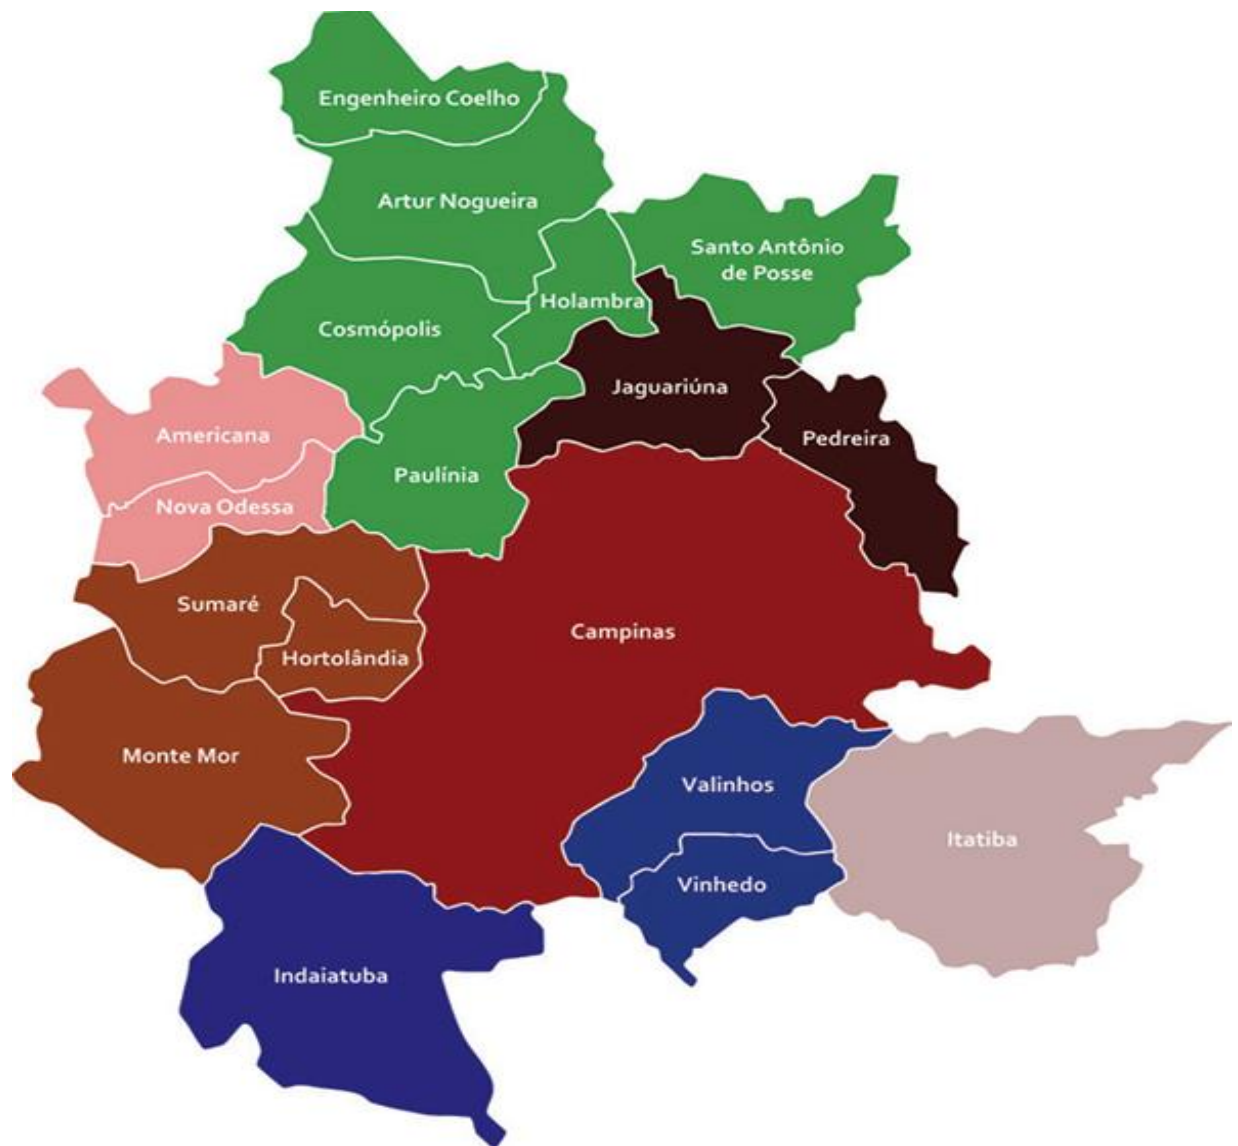 Engenheiro Coelho
Artur Nogueira
Santo Antônio
de Posse
Holambra
Cosmópolis
Jaguariúna
Americana
Pedreira
Paulínia
Nova Odessa
Sumaré
Campinas
Hortolândia
Monte Mor
Valinhos
Itatiba
Vinhedo
Indaiatuba